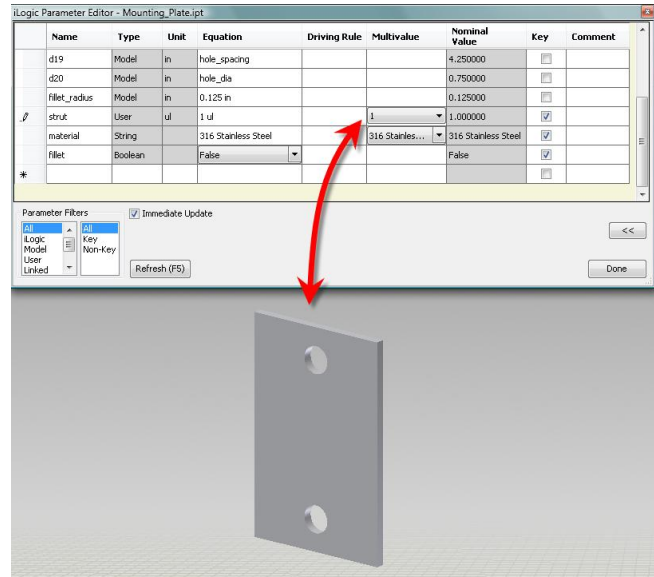 iLogic Parameter Editor - Mounting_Plate.ipt
Name Type Unit Equation Driving Rule Multivalue Nominal Value Key Comment
d19 Model in hole_spacing 4.250000
d20 Model in hole_dia 0.750000
fillet_radius Model in 0.125 in 0.125000
strut User ul 1 ul 1 1.000000
material String 316 Stainless Steel 316 Stainles... 316 Stainless Steel
fillet Boolean False False
*
Parameter Filters
Immediate Update
All
iLogic
Model
User
Linked
All
Key
Non-Key
<<
Refresh (F5)
Done